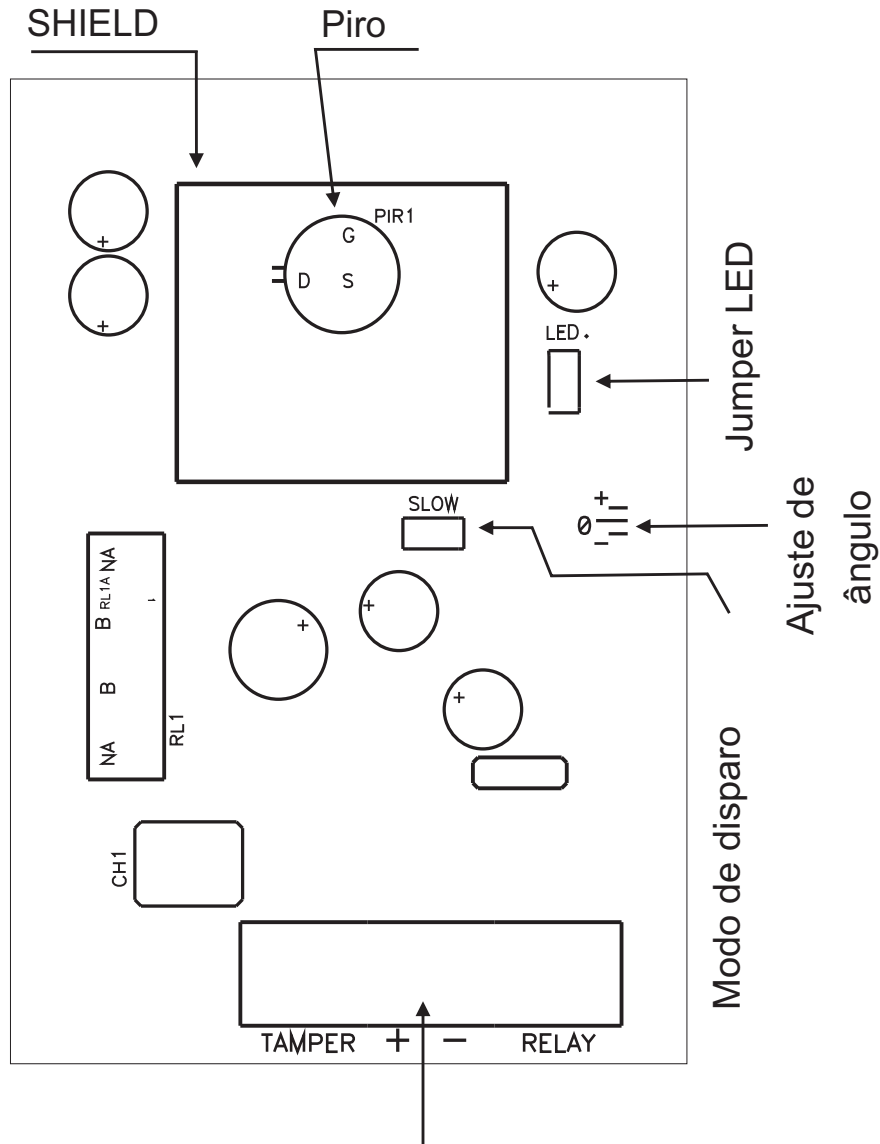 SHIELD
Piro
PIR1
G
D
S
+
+
+
LED
Jumper LED
SLOW
+
0
−
Ajuste de
ângulo
NA
RL1A
B
B
NA
RL1
1
+
+
+
Modo de disparo
CH1
TAMPER + − RELAY